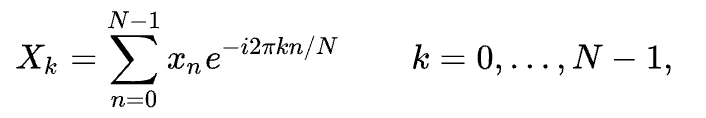 X_k = \sum_{n=0}^{N-1} x_n e^{-i2\pi kn/N} \qquad k = 0, \ldots, N-1,